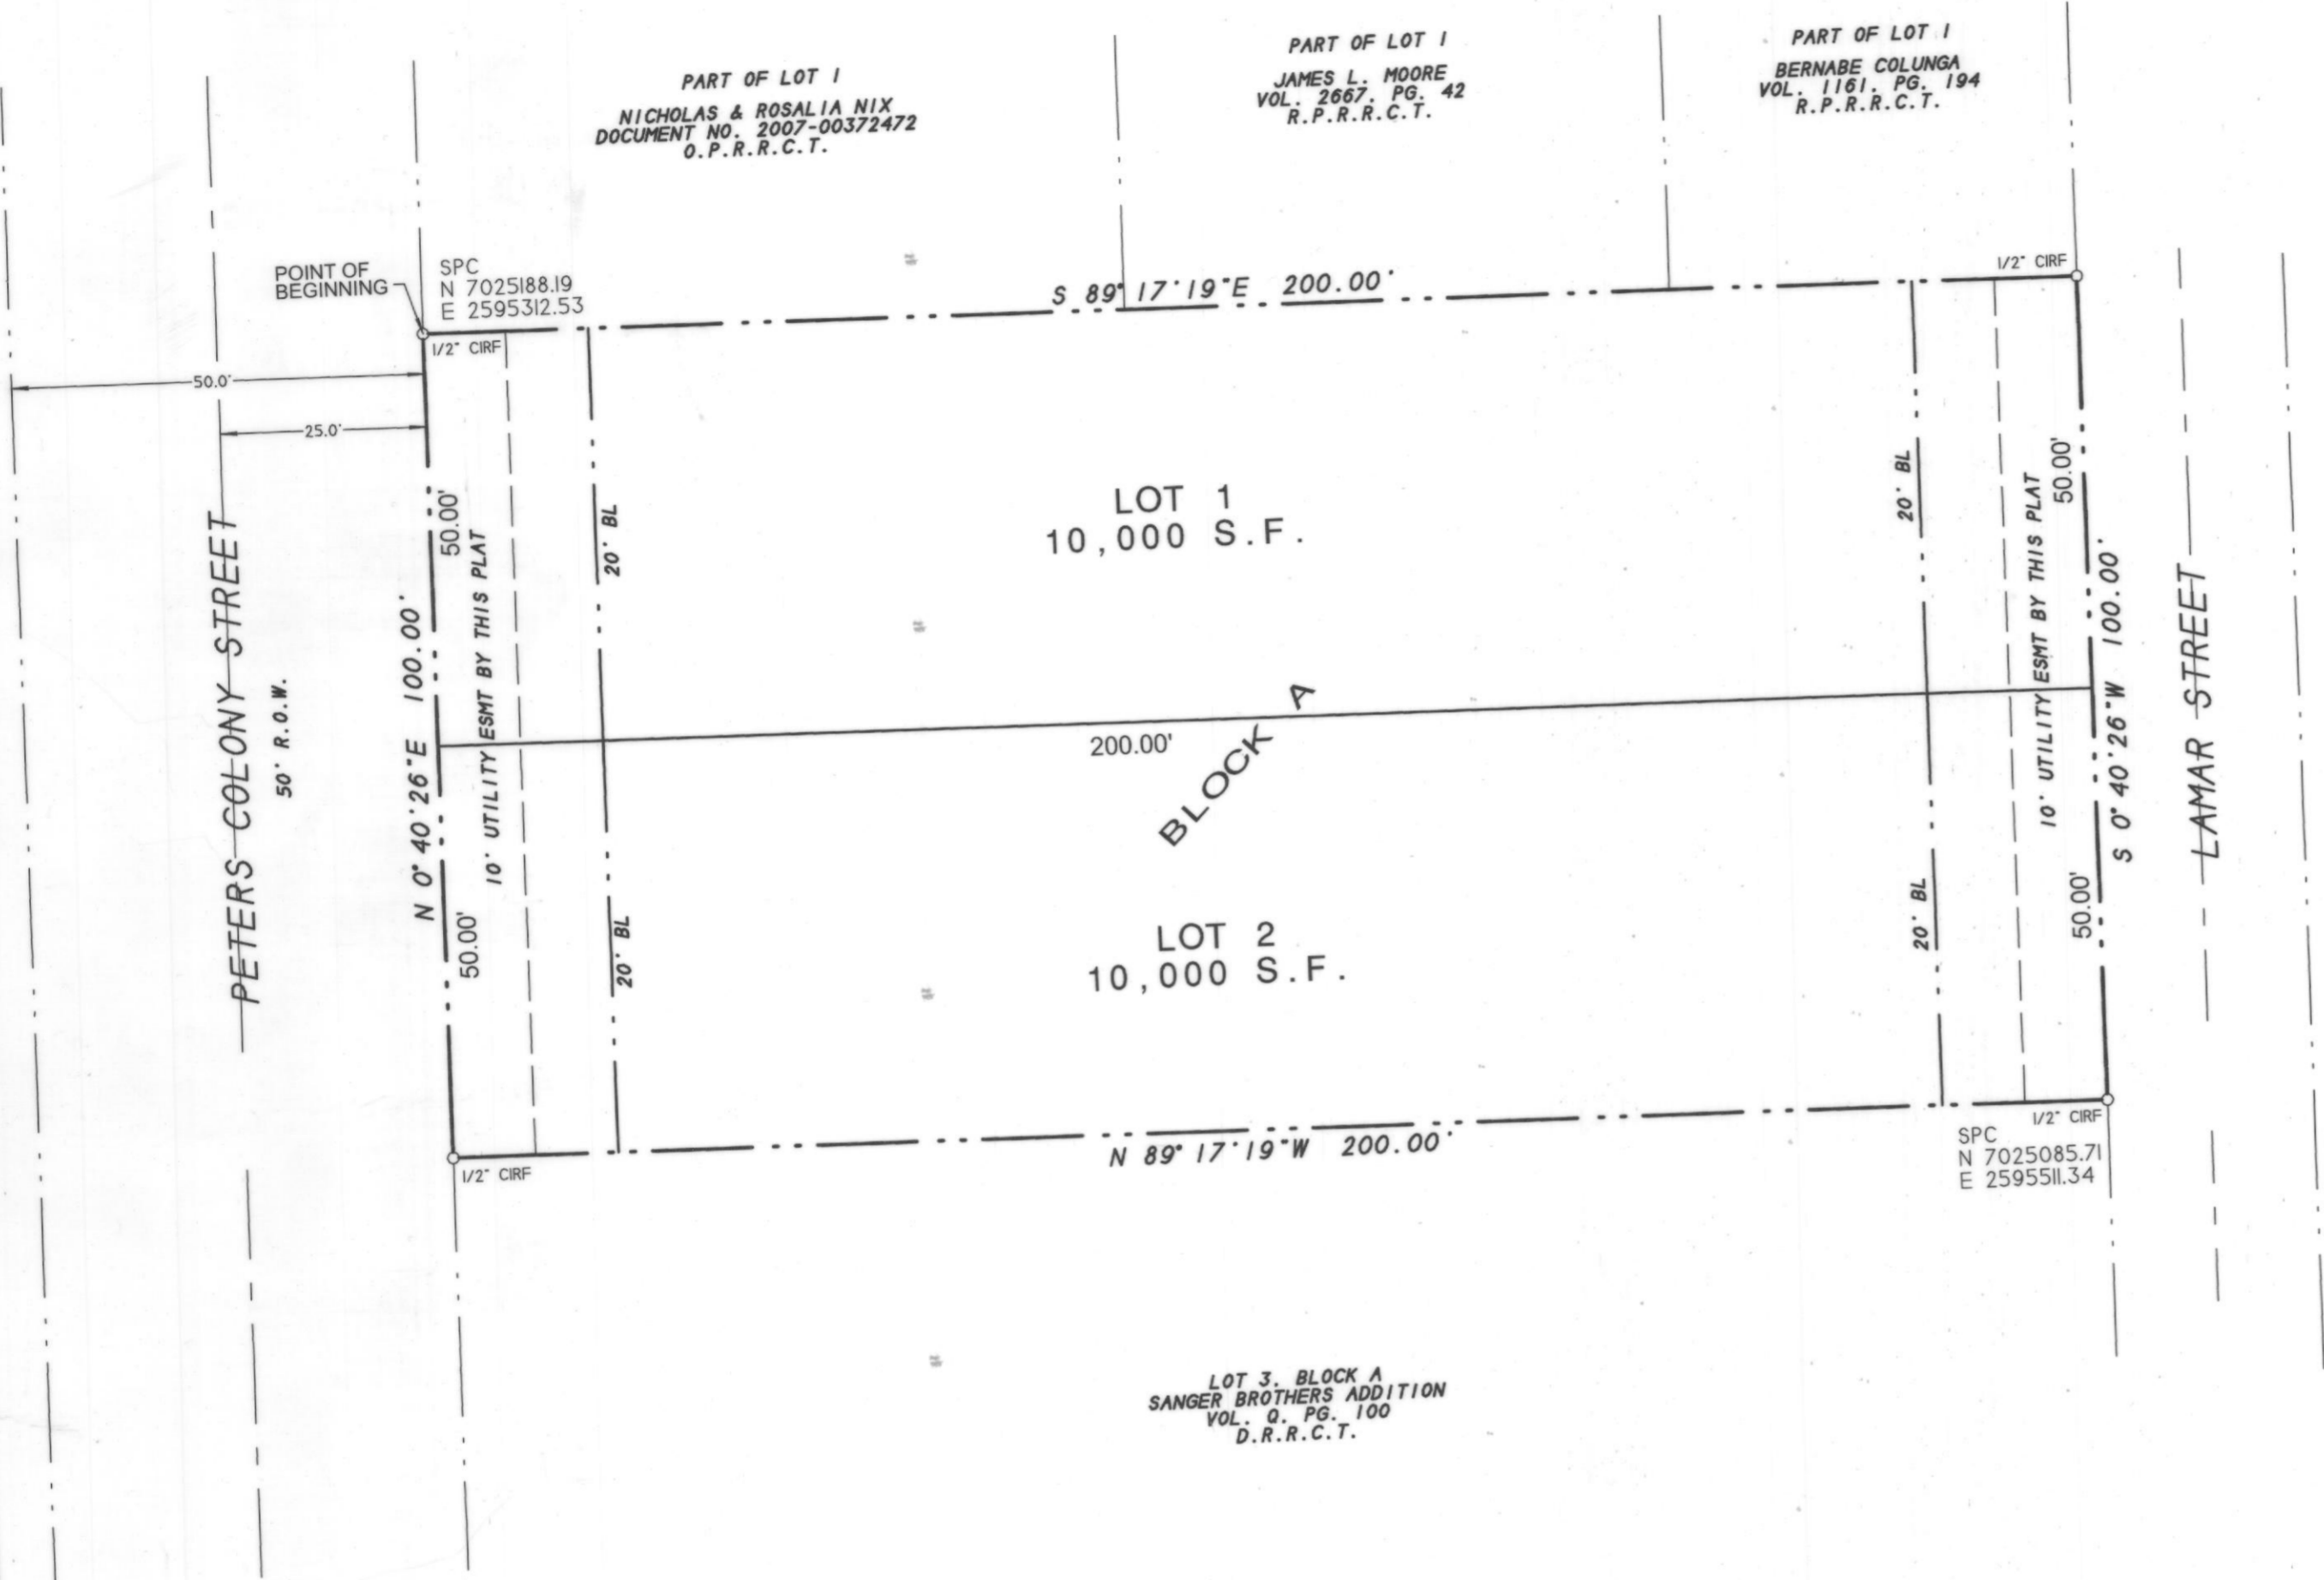 PART OF LOT 1
NICHOLAS & ROSALIA NIX
DOCUMENT NO. 2007-00372472
O.P.R.R.C.T.
PART OF LOT 1
JAMES L. MOORE
VOL. 2667, PG. 42
R.P.R.R.C.T.
PART OF LOT 1
BERNABE COLUNGA
VOL. 1161, PG. 194
R.P.R.R.C.T.
POINT OF
BEGINNING
SPC
N 7025188.19
E 2595312.53
1/2" CIRF
S 89°17'19"E 200.00'
1/2" CIRF
50.0'
25.0'
PETERS COLONY STREET
50' R.O.W.
N 0°40'26"E 100.00'
50.00'
50.00'
10' UTILITY ESMT BY THIS PLAT
20' BL
20' BL
LOT 1
10,000 S.F.
200.00'
BLOCK A
LOT 2
10,000 S.F.
20' BL
20' BL
10' UTILITY ESMT BY THIS PLAT
50.00'
50.00'
S 0°40'26"W 100.00'
LAMAR STREET
1/2" CIRF
N 89°17'19"W 200.00'
1/2" CIRF
SPC
N 7025085.71
E 2595511.34
LOT 3, BLOCK A
SANGER BROTHERS ADDITION
VOL. Q, PG. 100
D.R.R.C.T.